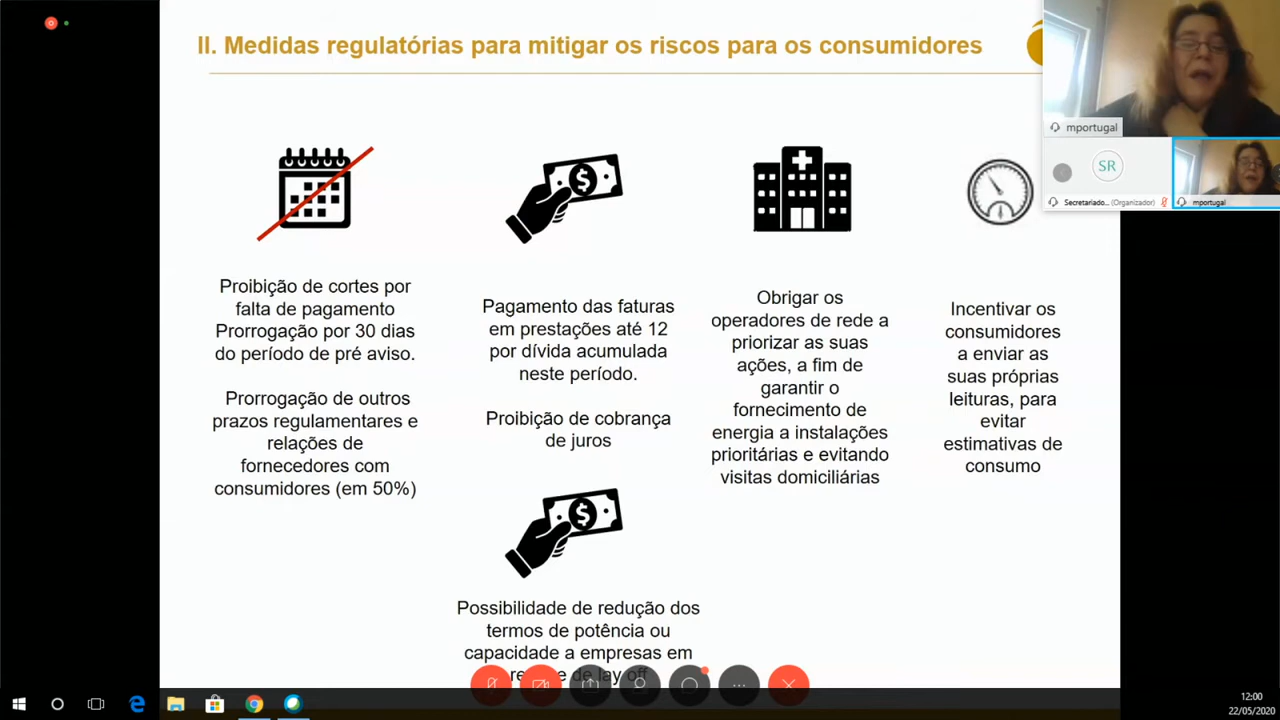 II. Medidas regulatórias para mitigar os riscos para os consumidores
Proibição de cortes por
falta de pagamento
Prorrogação por 30 dias
do período de pré aviso.
Prorrogação de outros
prazos regulamentares e
relações de
fornecedores com
consumidores (em 50%)
Pagamento das faturas
em prestações até 12
por dívida acumulada
neste período.
Proibição de cobrança
de juros
Possibilidade de redução dos
termos de potência ou
capacidade a empresas em
de lay off
Obrigar os
operadores de rede a
priorizar as suas
ações, a fim de
garantir o
fornecimento de
energia a instalações
prioritárias e evitando
visitas domiciliárias
Incentivar os
consumidores
a enviar as
suas próprias
leituras, para
evitar
estimativas de
consumo
mportugal
SR
Secretariado... (Organizador)
mportugal
12:00
22/05/2020